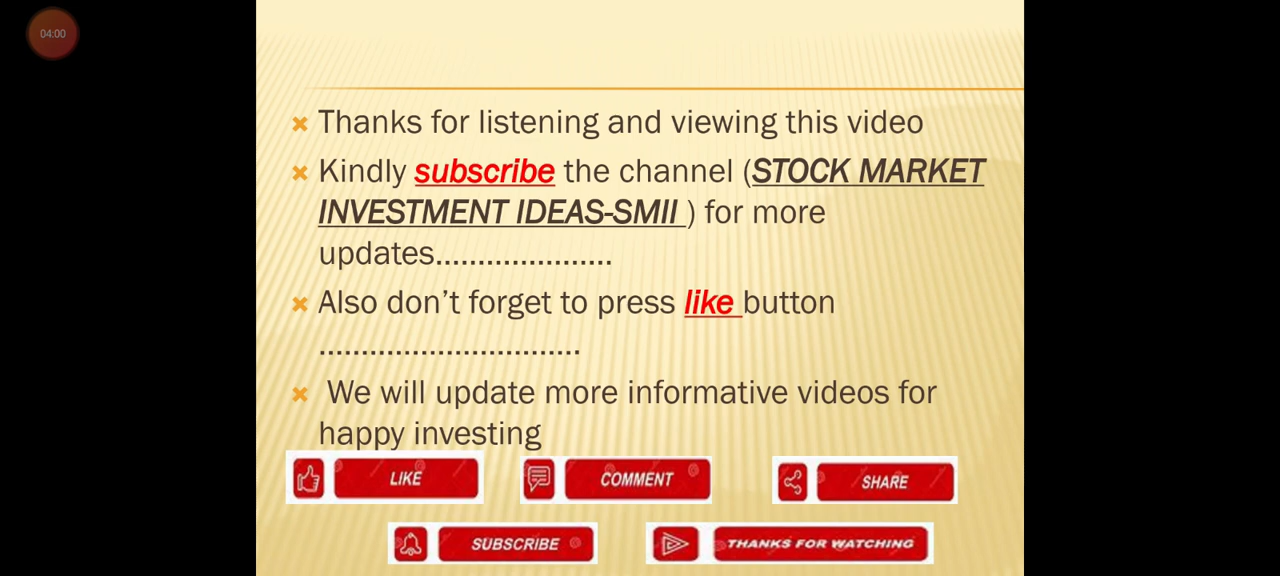 04:00
Thanks for listening and viewing this video
Kindly subscribe the channel (STOCK MARKET
INVESTMENT IDEAS-SMII ) for more
updates.....................
Also don’t forget to press like button
...............................
We will update more informative videos for
happy investing
LIKE
COMMENT
SHARE
SUBSCRIBE
THANKS FOR WATCHING